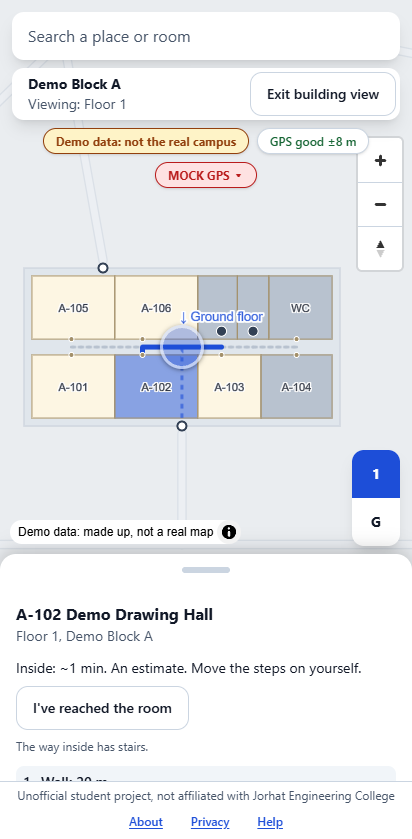 Search a place or room
Demo Block A
Viewing: Floor 1
Exit building view
Demo data: not the real campus
GPS good ±8 m
MOCK GPS
A-105
A-106
WC
↓ Ground floor
A-101
A-102
A-103
A-104
1
G
Demo data: made up, not a real map
A-102 Demo Drawing Hall
Floor 1, Demo Block A
Inside: ~1 min. An estimate. Move the steps on yourself.
I've reached the room
The way inside has stairs.
1. Walk 20 m
Unofficial student project, not affiliated with Jorhat Engineering College
About Privacy Help